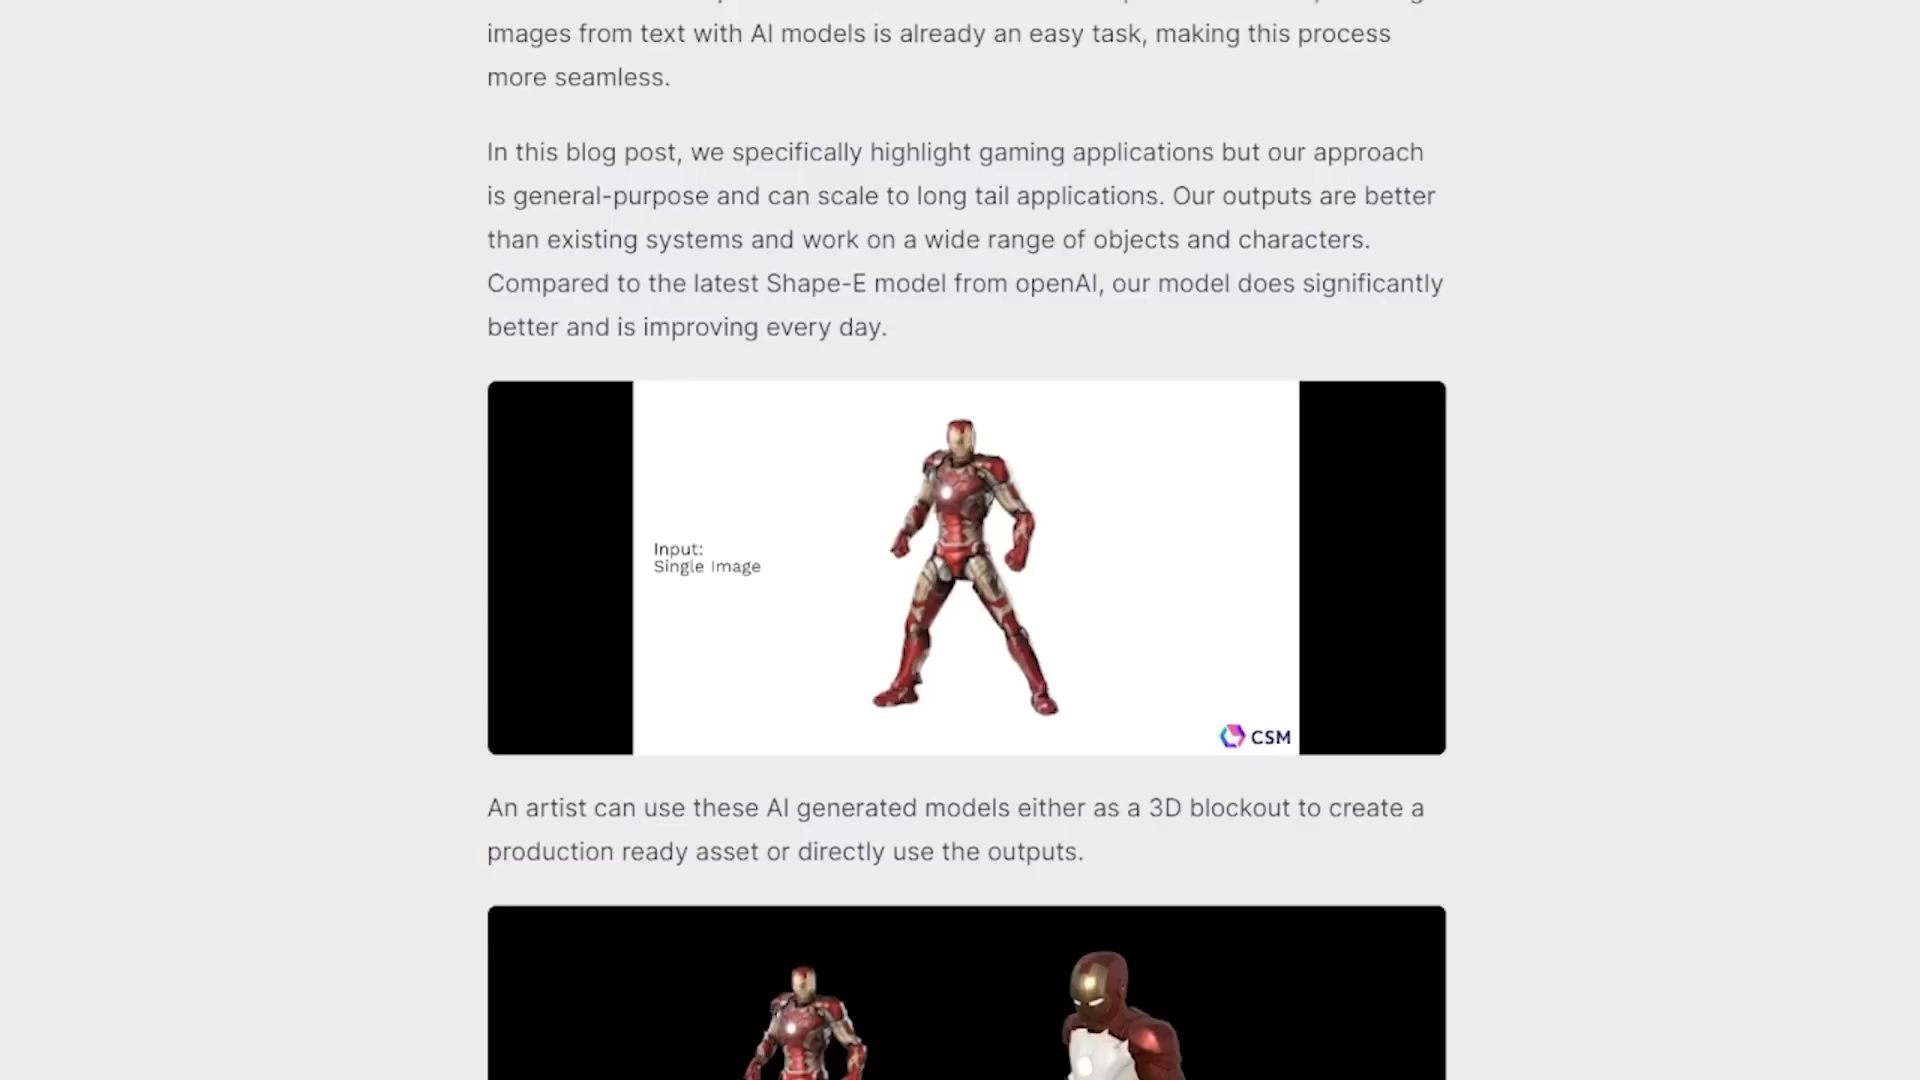 images from text with AI models is already an easy task, making this process
more seamless.
In this blog post, we specifically highlight gaming applications but our approach
is general-purpose and can scale to long tail applications. Our outputs are better
than existing systems and work on a wide range of objects and characters.
Compared to the latest Shape-E model from openAI, our model does significantly
better and is improving every day.
Input:
Single Image
CSM
An artist can use these AI generated models either as a 3D blockout to create a
production ready asset or directly use the outputs.